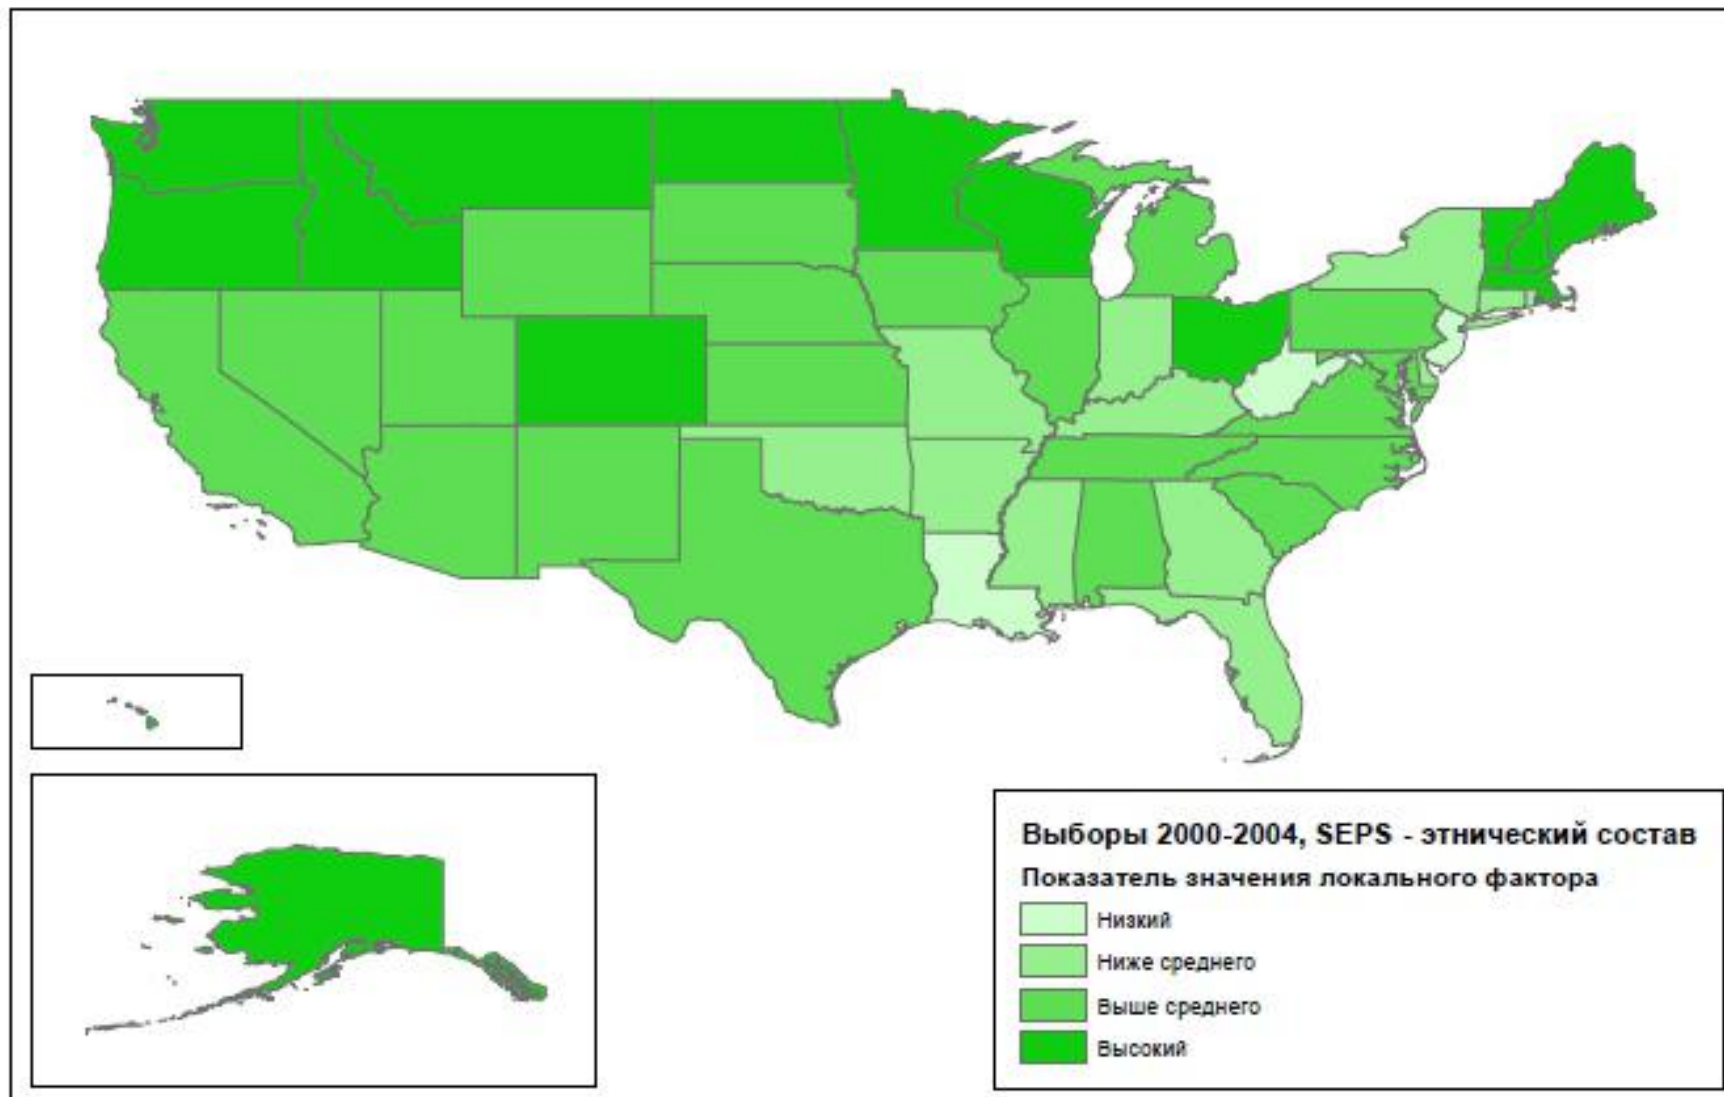 Выборы 2000-2004, SEPS - этнический состав
Показатель значения локального фактора
Низкий
Ниже среднего
Выше среднего
Высокий